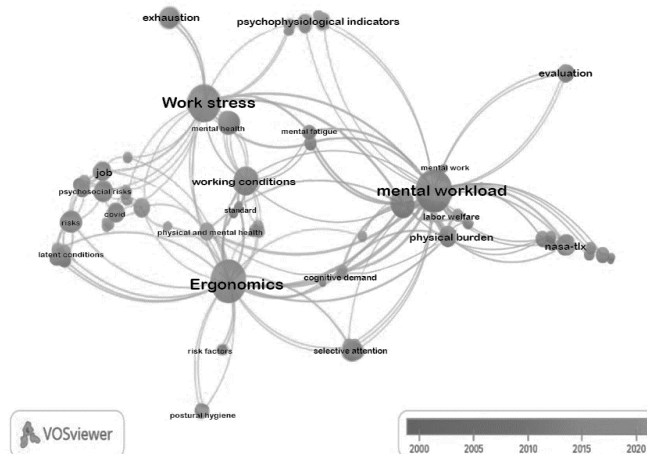 exhaustion
psychophysiological indicators
evaluation
Work stress
mental health
mental fatigue
mental work
job
working conditions
mental workload
psychosocial risks
covid
standard
labor welfare
risks
physical and mental health
physical burden
latent conditions
nasa-tlx
Ergonomics
cognitive demand
risk factors
selective attention
postural hygiene
VOSviewer
2000 2005 2010 2015 2020